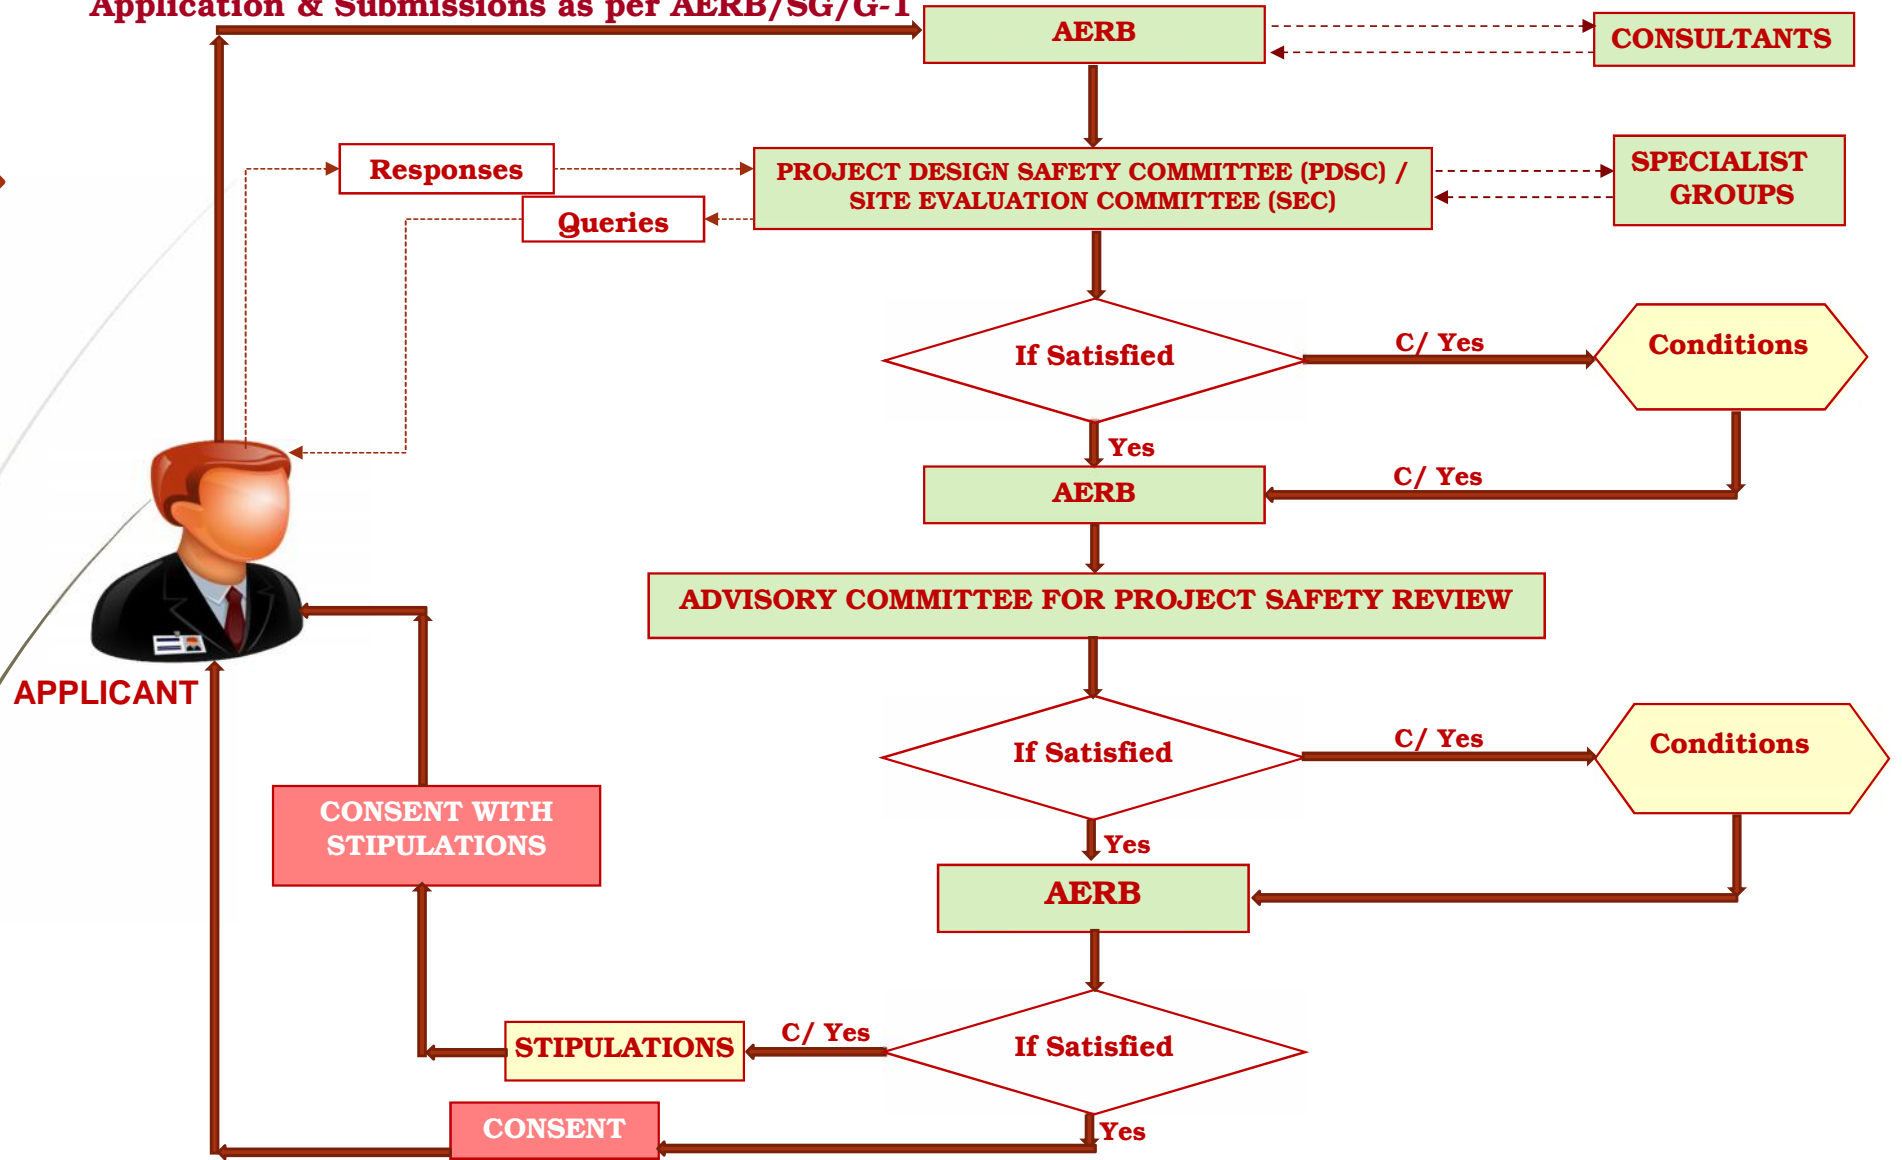 Application & Submissions as per AERB/SG/G-1
AERB
CONSULTANTS
Responses
PROJECT DESIGN SAFETY COMMITTEE (PDSC) /
SITE EVALUATION COMMITTEE (SEC)
SPECIALIST
GROUPS
Queries
If Satisfied
C/ Yes
Conditions
Yes
AERB
C/ Yes
ADVISORY COMMITTEE FOR PROJECT SAFETY REVIEW
APPLICANT
If Satisfied
C/ Yes
Conditions
CONSENT WITH
STIPULATIONS
Yes
AERB
STIPULATIONS
C/ Yes
If Satisfied
CONSENT
Yes